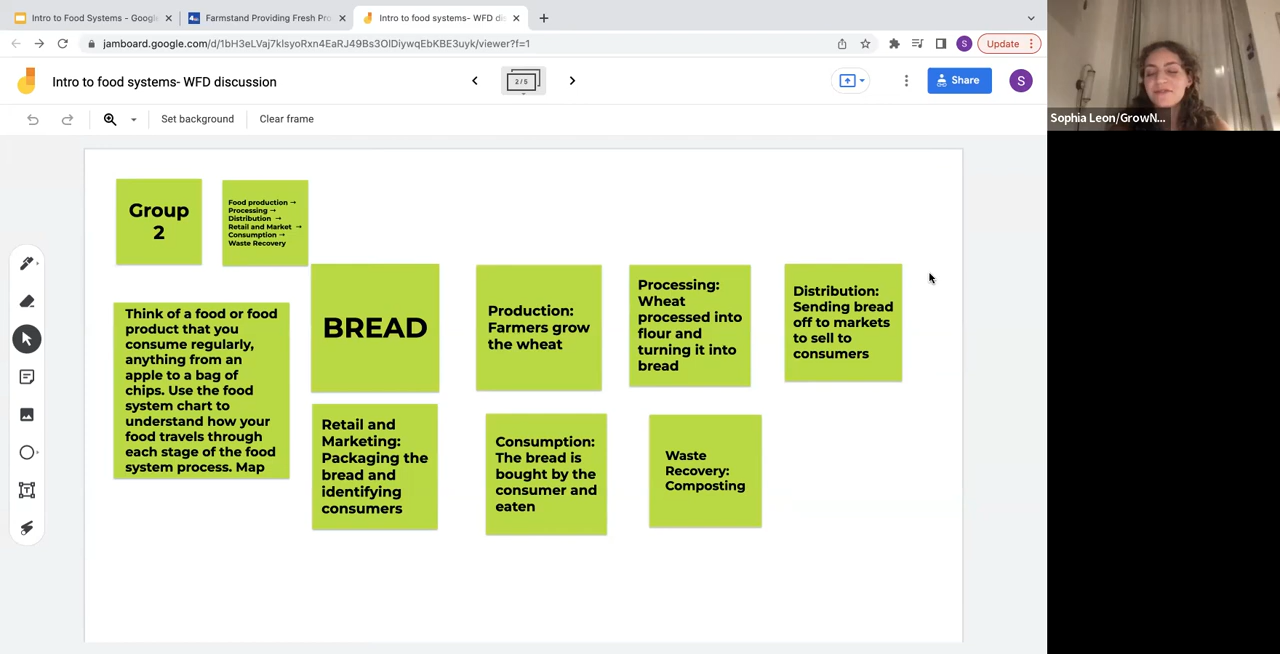 Intro to Food Systems - Google
Farmstand Providing Fresh Pro
Intro to food systems- WFD dis
jamboard.google.com/d/1bH3eLVaj7kIsyoRxn4EaRJ49Bs3OlDiywqEbKBE3uyk/viewer?f=1
S
Update
Intro to food systems- WFD discussion
2/5
Share
S
Set background
Clear frame
Sophia Leon/GrowN...
Group
2
Food production →
Processing →
Distribution →
Retail and Market →
Consumption →
Waste Recovery
Think of a food or food
product that you
consume regularly,
anything from an
apple to a bag of
chips. Use the food
system chart to
understand how your
food travels through
each stage of the food
system process. Map
BREAD
Production:
Farmers grow
the wheat
Processing:
Wheat
processed into
flour and
turning it into
bread
Distribution:
Sending bread
off to markets
to sell to
consumers
Retail and
Marketing:
Packaging the
bread and
identifying
consumers
Consumption:
The bread is
bought by the
consumer and
eaten
Waste
Recovery:
Composting